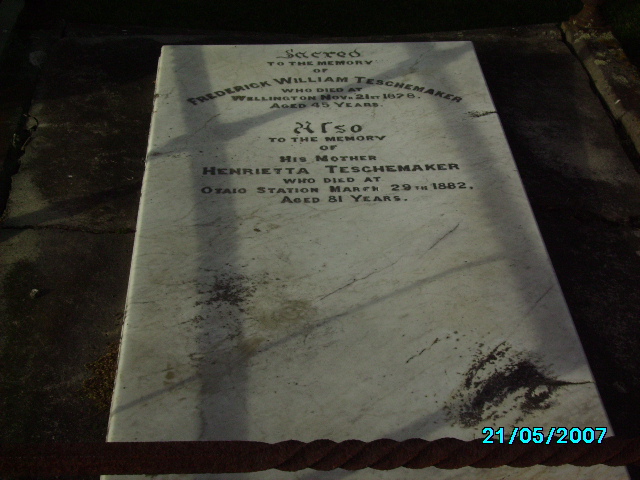 Sacred
TO THE MEMORY
OF
FREDERICK WILLIAM TESCHEMAKER
WHO DIED AT
WELLINGTON NOVR 21ST 1878.
AGED 45 YEARS.
Also
TO THE MEMORY
OF
HIS MOTHER
HENRIETTA TESCHEMAKER
WHO DIED AT
OTAIO STATION MARCH 29TH 1882,
AGED 81 YEARS.
21/05/2007